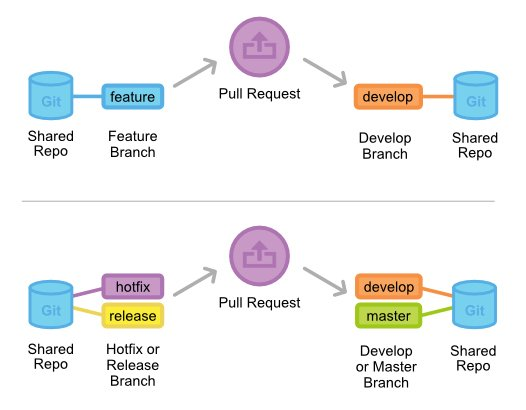 Pull Request
Git
feature
develop
Git
Shared
Repo
Feature
Branch
Develop
Branch
Shared
Repo
Pull Request
Git
hotfix
release
develop
master
Git
Shared
Repo
Hotfix or
Release
Branch
Develop
or Master
Branch
Shared
Repo